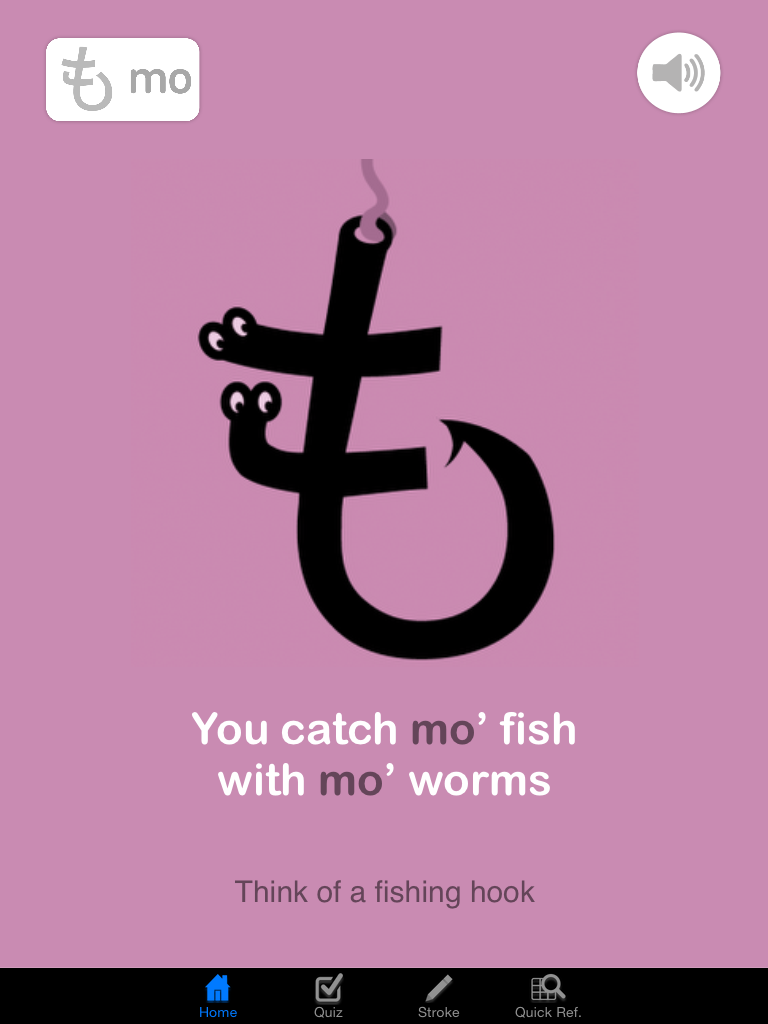 も mo
You catch mo’ fish
with mo’ worms
Think of a fishing hook
Home Quiz Stroke Quick Ref.